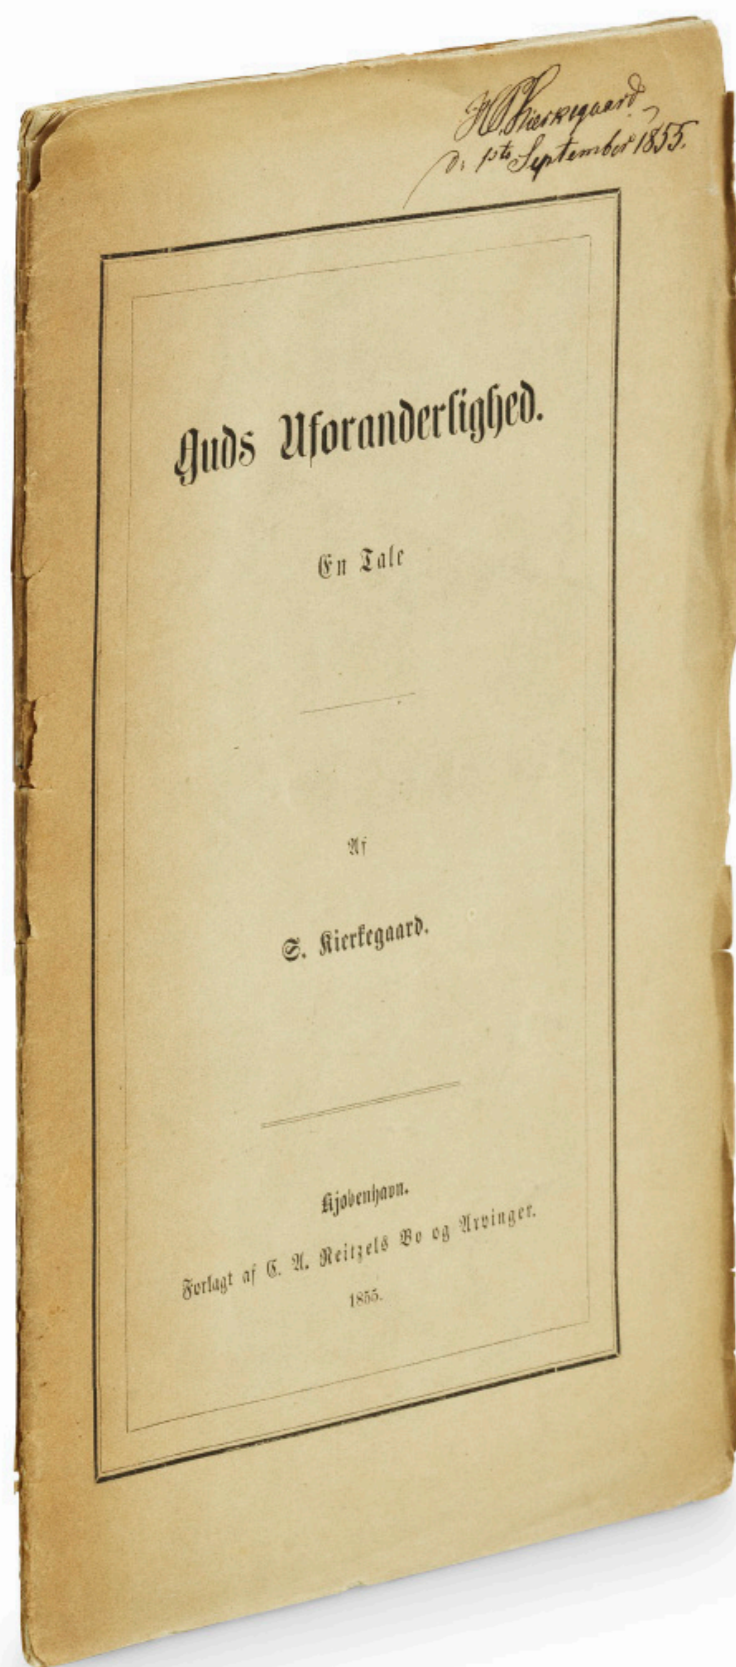 H.P. Kierkegaard
d: 1ste September 1855.
Guds Uforanderlighed.
En Tale
Af
S. Kierkegaard.
Kjøbenhavn.
Forlagt af C. A. Reitzels Bo og Arvinger.
1855.